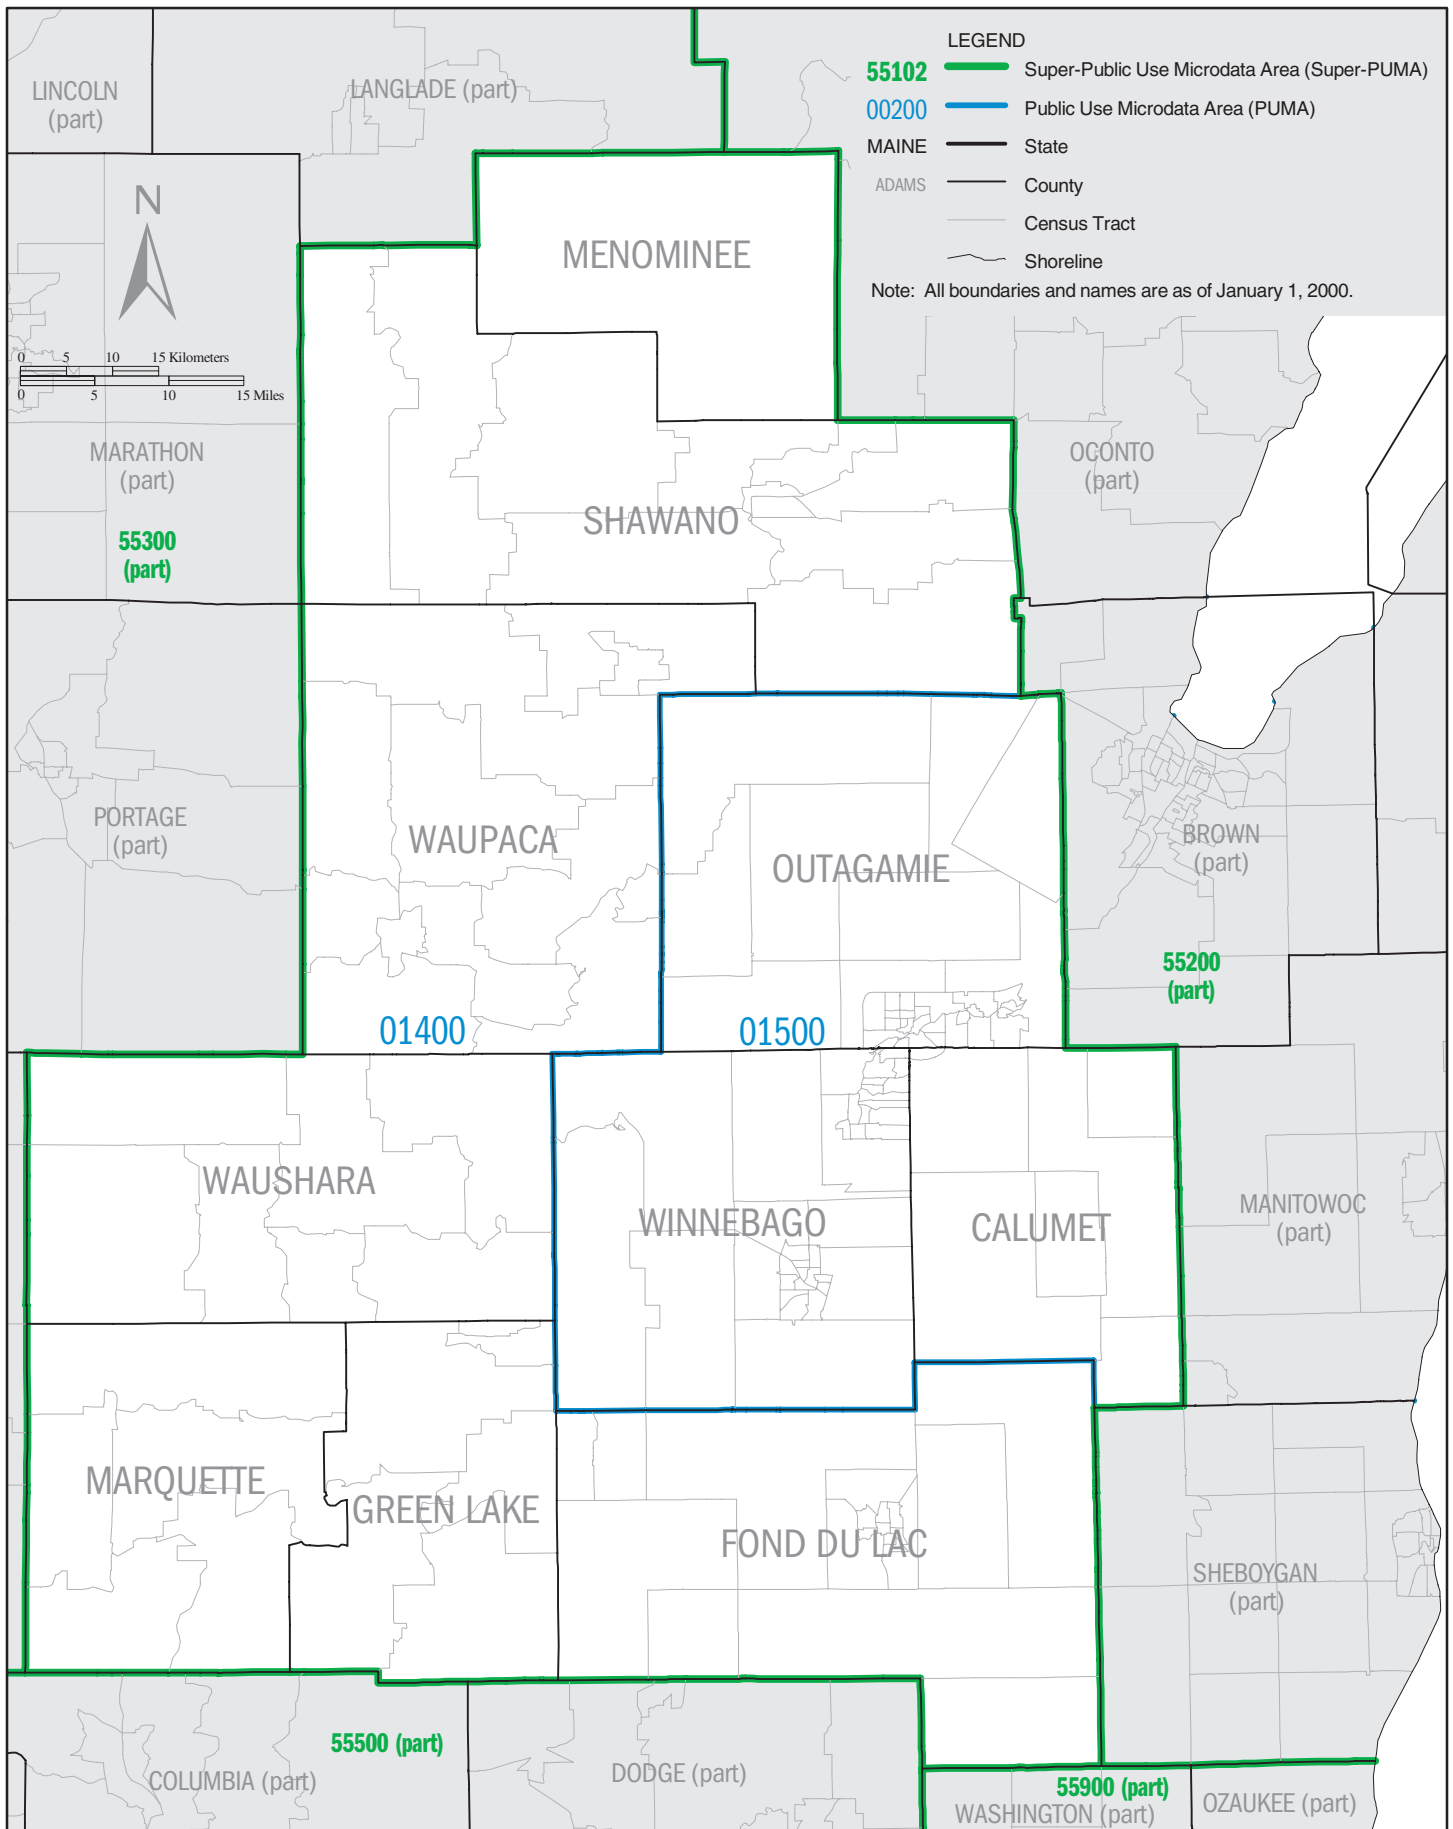 LEGEND
55102 Super-Public Use Microdata Area (Super-PUMA)
00200 Public Use Microdata Area (PUMA)
MAINE State
ADAMS County
Census Tract
Shoreline
Note: All boundaries and names are as of January 1, 2000.
LINCOLN
(part)
LANGLADE (part)
N
MENOMINEE
0 5 10 15 Kilometers
0 5 10 15 Miles
MARATHON
(part)
OCONTO
(part)
SHAWANO
55300
(part)
PORTAGE
(part)
WAUPACA
OUTAGAMIE
BROWN
(part)
55200
(part)
01400
01500
WAUSHARA
WINNEBAGO
CALUMET
MANITOWOC
(part)
MARQUETTE
GREEN LAKE
FOND DU LAC
SHEBOYGAN
(part)
55500 (part)
COLUMBIA (part)
DODGE (part)
55900 (part)
WASHINGTON (part)
OZAUKEE (part)